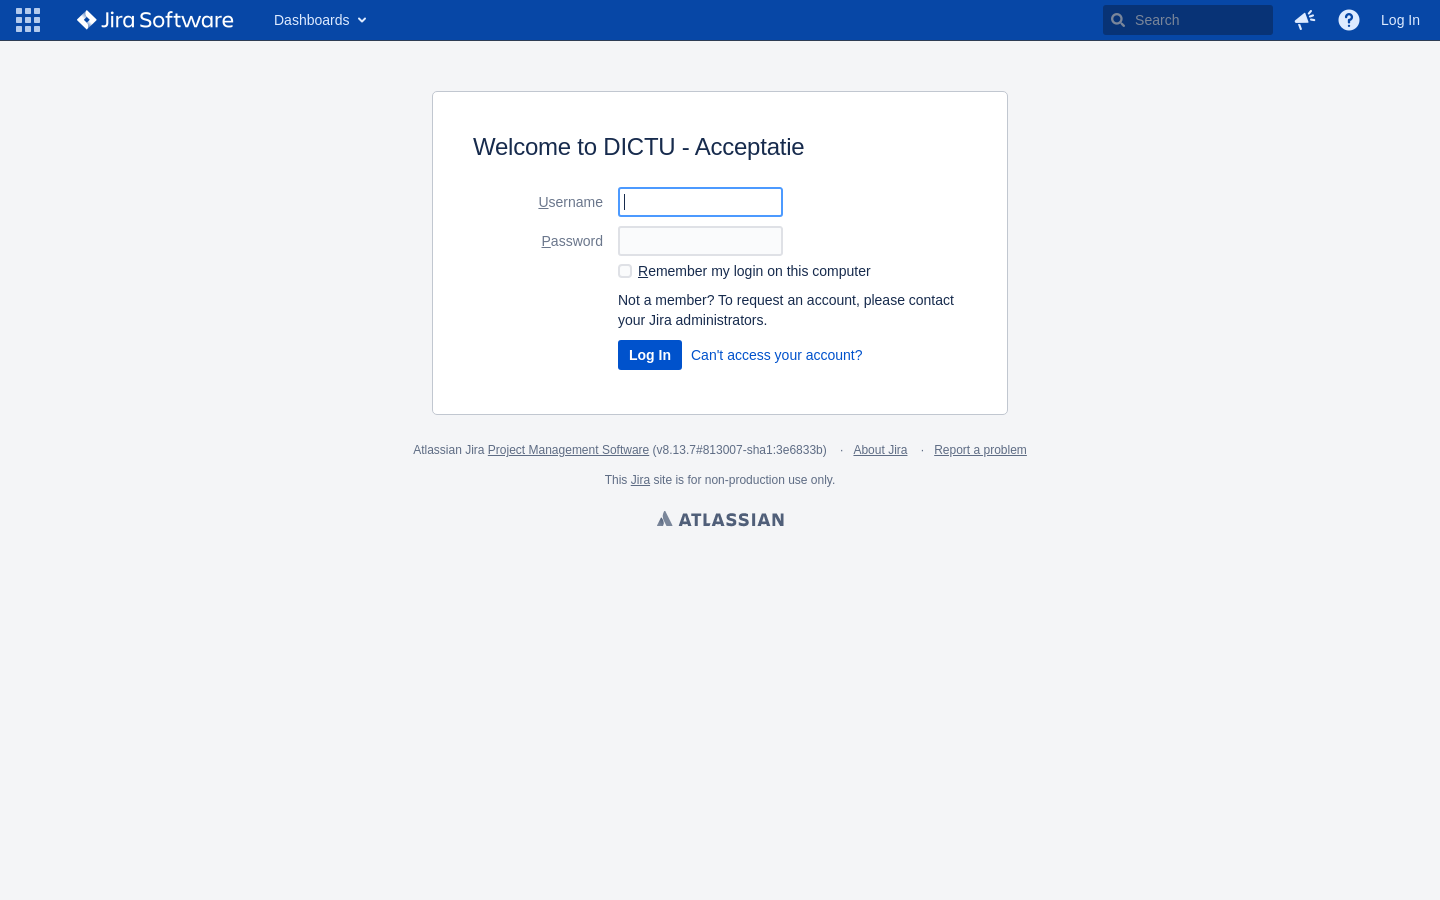 Jira Software
Dashboards
Search
Log In
Welcome to DICTU - Acceptatie
Username
Password
Remember my login on this computer
Not a member? To request an account, please contact
your Jira administrators.
Log In
Can't access your account?
Atlassian Jira Project Management Software (v8.13.7#813007-sha1:3e6833b) · About Jira · Report a problem
This Jira site is for non-production use only.
ATLASSIAN